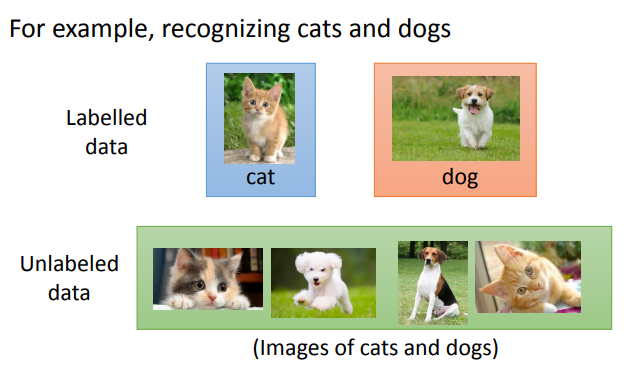 For example, recognizing cats and dogs
Labelled
data
cat
dog
Unlabeled
data
(Images of cats and dogs)